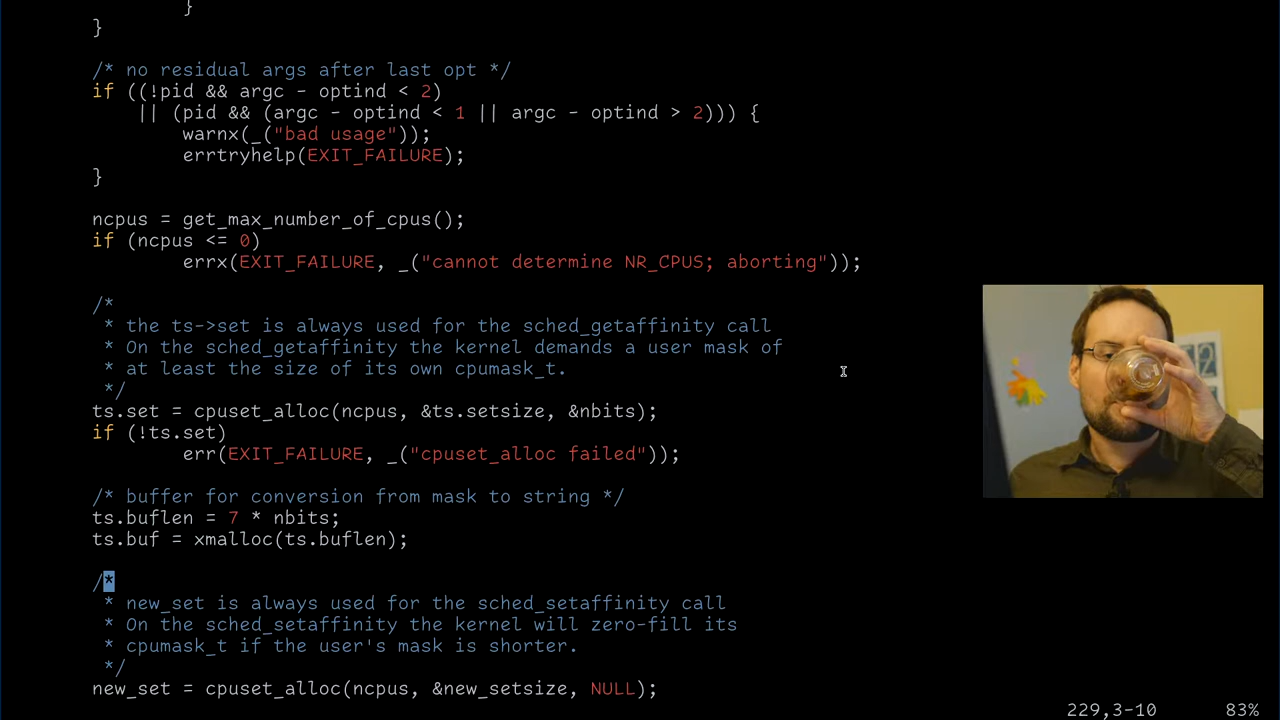 }
}
/* no residual args after last opt */
if ((!pid && argc - optind < 2)
|| (pid && (argc - optind < 1 || argc - optind > 2))) {
warnx(_("bad usage"));
errtryhelp(EXIT_FAILURE);
}
ncpus = get_max_number_of_cpus();
if (ncpus <= 0)
errx(EXIT_FAILURE, _("cannot determine NR_CPUS; aborting"));
/*
* the ts->set is always used for the sched_getaffinity call
* On the sched_getaffinity the kernel demands a user mask of
* at least the size of its own cpumask_t.
*/
ts.set = cpuset_alloc(ncpus, &ts.setsize, &nbits);
if (!ts.set)
err(EXIT_FAILURE, _("cpuset_alloc failed"));
/* buffer for conversion from mask to string */
ts.buflen = 7 * nbits;
ts.buf = xmalloc(ts.buflen);
/*
* new_set is always used for the sched_setaffinity call
* On the sched_setaffinity the kernel will zero-fill its
* cpumask_t if the user's mask is shorter.
*/
new_set = cpuset_alloc(ncpus, &new_setsize, NULL);
229,3-10 83%